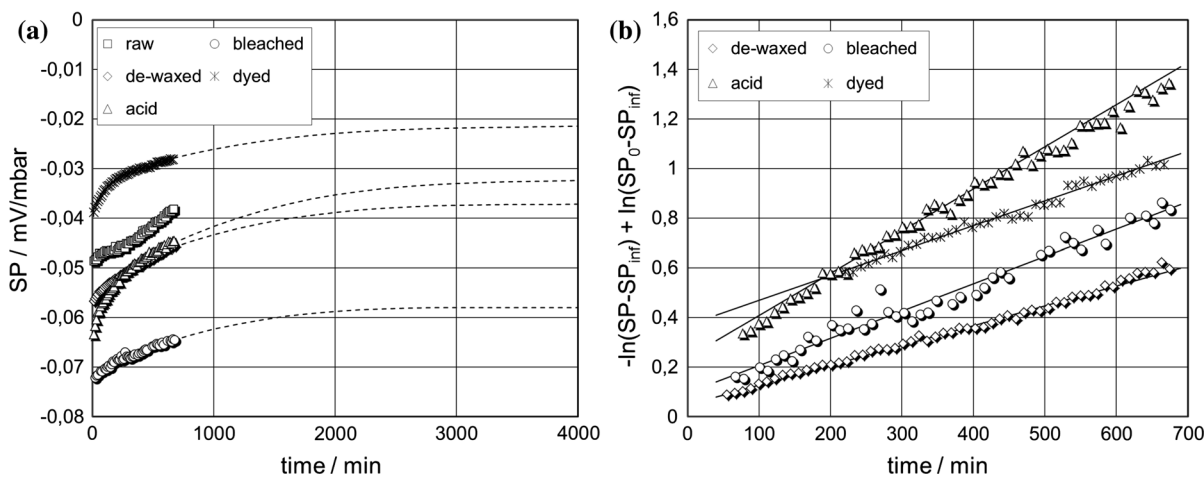 (a)
SP / mV/mbar
0
-0,01
-0,02
-0,03
-0,04
-0,05
-0,06
-0,07
-0,08
raw
bleached
de-waxed
dyed
acid
0 1000 2000 3000 4000
time / min
(b)
-ln(SP-SPinf) + ln(SP0-SPinf)
1,6
1,4
1,2
1
0,8
0,6
0,4
0,2
0
de-waxed
bleached
acid
dyed
0 100 200 300 400 500 600 700
time / min